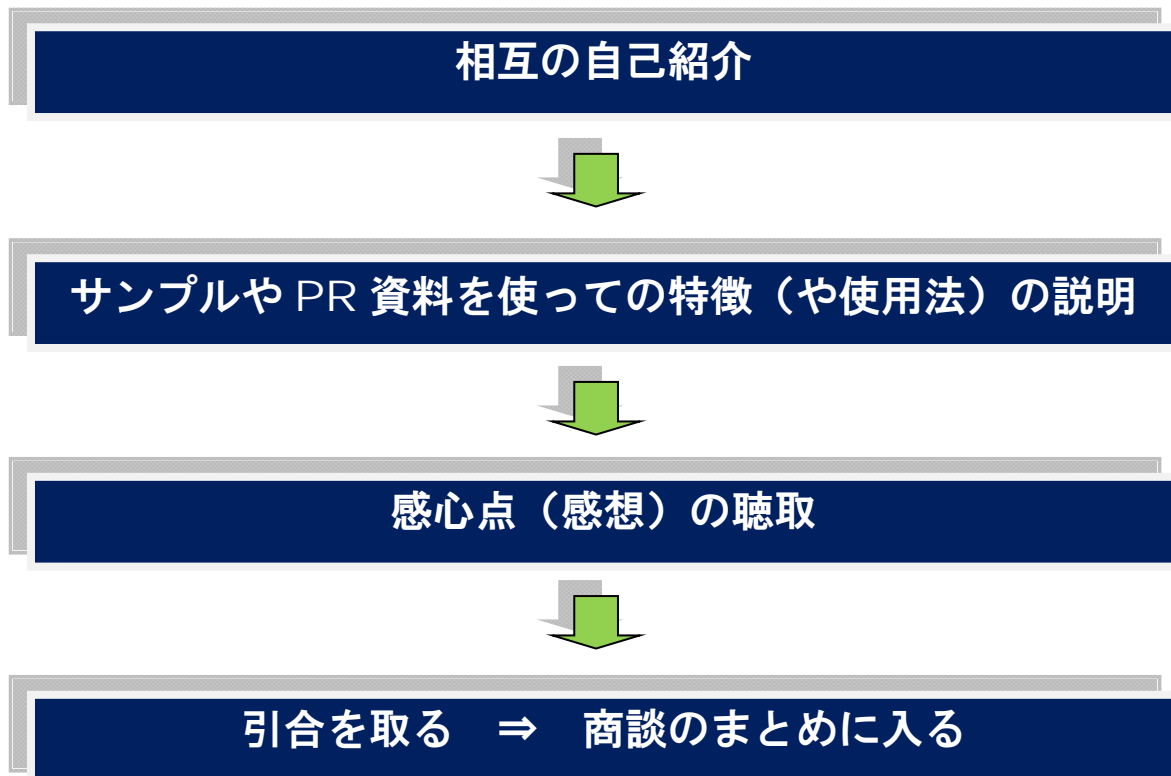 相互の自己紹介
サンプルや PR 資料を使っての特徴（や使用法）の説明
感心点（感想）の聴取
引合を取る　⇒　商談のまとめに入る